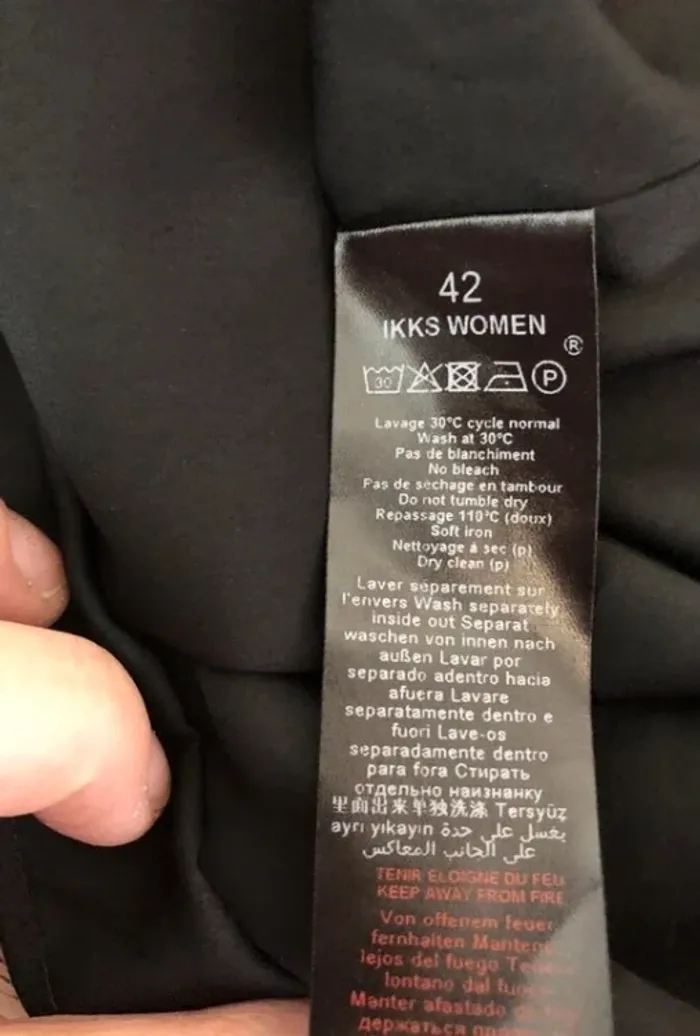 42
IKKS WOMEN
®
30 P
Lavage 30°C cycle normal
Wash at 30°C
Pas de blanchiment
No bleach
Pas de séchage en tambour
Do not tumble dry
Repassage 110°C (doux)
Soft iron
Nettoyage à sec (p)
Dry clean (p)
Laver séparement sur
l'envers Wash separately
inside out Separat
waschen von innen nach
außen Lavar por
separado adentro hacia
afuera Lavare
separatamente dentro e
fuori Lave-os
separadamente dentro
para fora Стирать
отдельно наизнанку
里面出来单独洗涤 Tersyüz
ayrı yıkayın يغسل على حدة
على الجانب المعاكس
TENIR ELOIGNE DU FEU
KEEP AWAY FROM FIRE
Von offenem feuer
fernhalten
lejos del fuego
lontano dal
Manter afastado
держаться